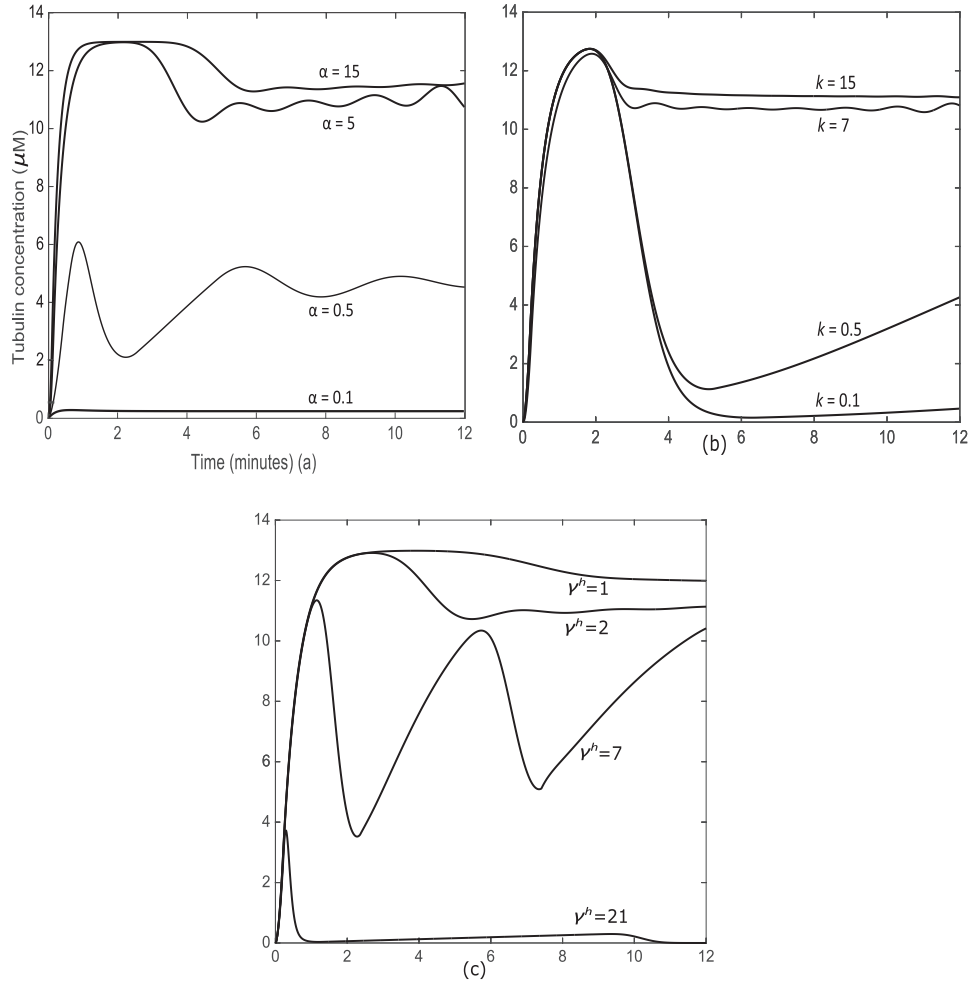 14
12
10
8
6
4
2
0
Tubulin concentration (μM)
α = 15
α = 5
α = 0.5
α = 0.1
0 2 4 6 8 10 12
Time (minutes) (a)
14
12
10
8
6
4
2
0
k = 15
k = 7
k = 0.5
k = 0.1
0 2 4 6 8 10 12
(b)
14
12
10
8
6
4
2
0
γʰ=1
γʰ=2
γʰ=7
γʰ=21
0 2 4 6 8 10 12
(c)